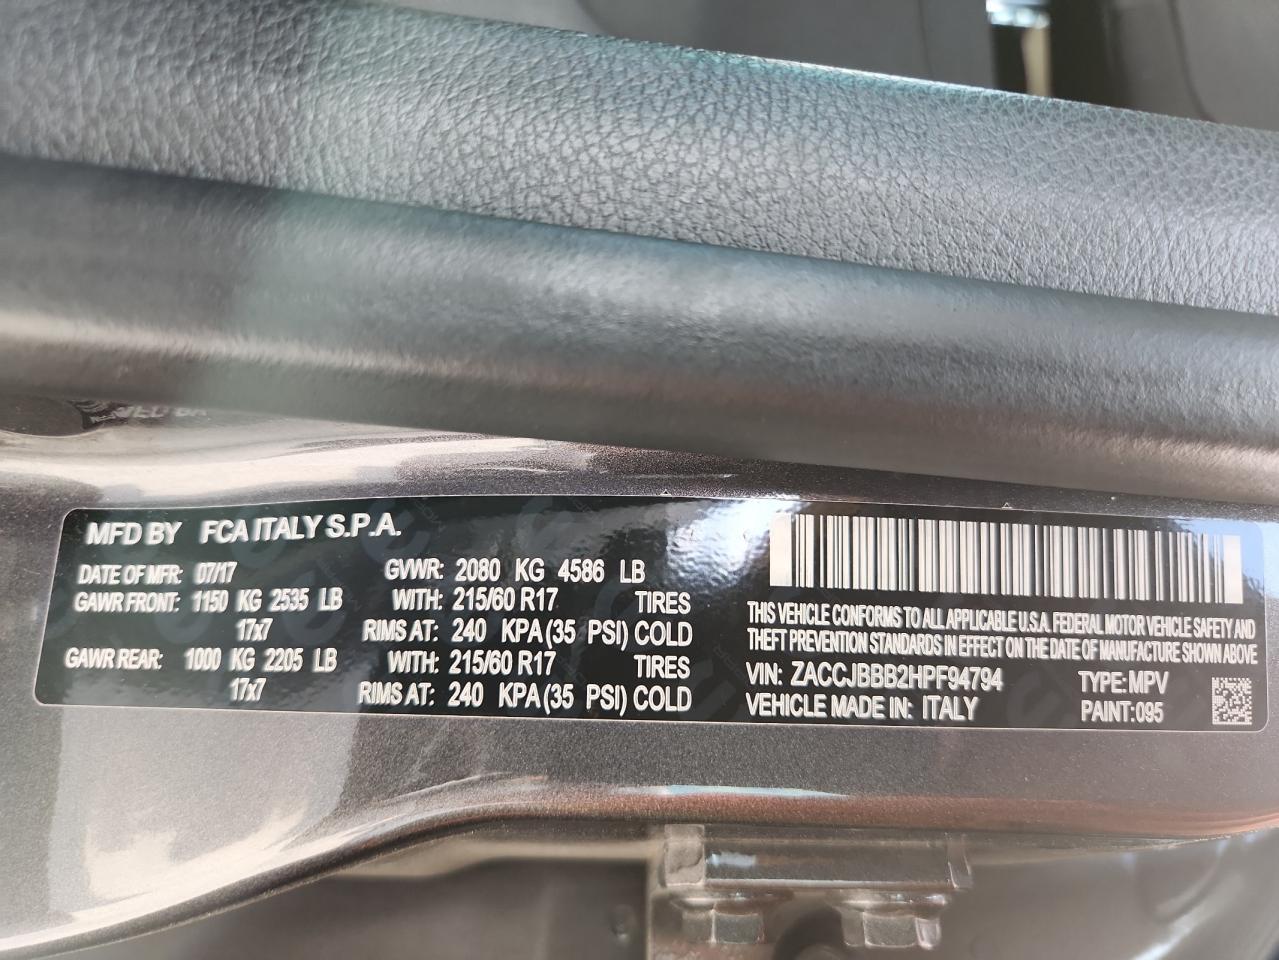 MFD BY FCA ITALY S.P.A.
DATE OF MFR: 07/17 GVWR: 2080 KG 4586 LB
GAWR FRONT: 1150 KG 2535 LB WITH: 215/60 R17 TIRES
17x7 RIMS AT: 240 KPA (35 PSI) COLD
GAWR REAR: 1000 KG 2205 LB WITH: 215/60 R17 TIRES
17x7 RIMS AT: 240 KPA (35 PSI) COLD
THIS VEHICLE CONFORMS TO ALL APPLICABLE U.S.A. FEDERAL MOTOR VEHICLE SAFETY AND
THEFT PREVENTION STANDARDS IN EFFECT ON THE DATE OF MANUFACTURE SHOWN ABOVE
VIN: ZACCJBBB2HPF94794 TYPE: MPV
VEHICLE MADE IN: ITALY PAINT: 095